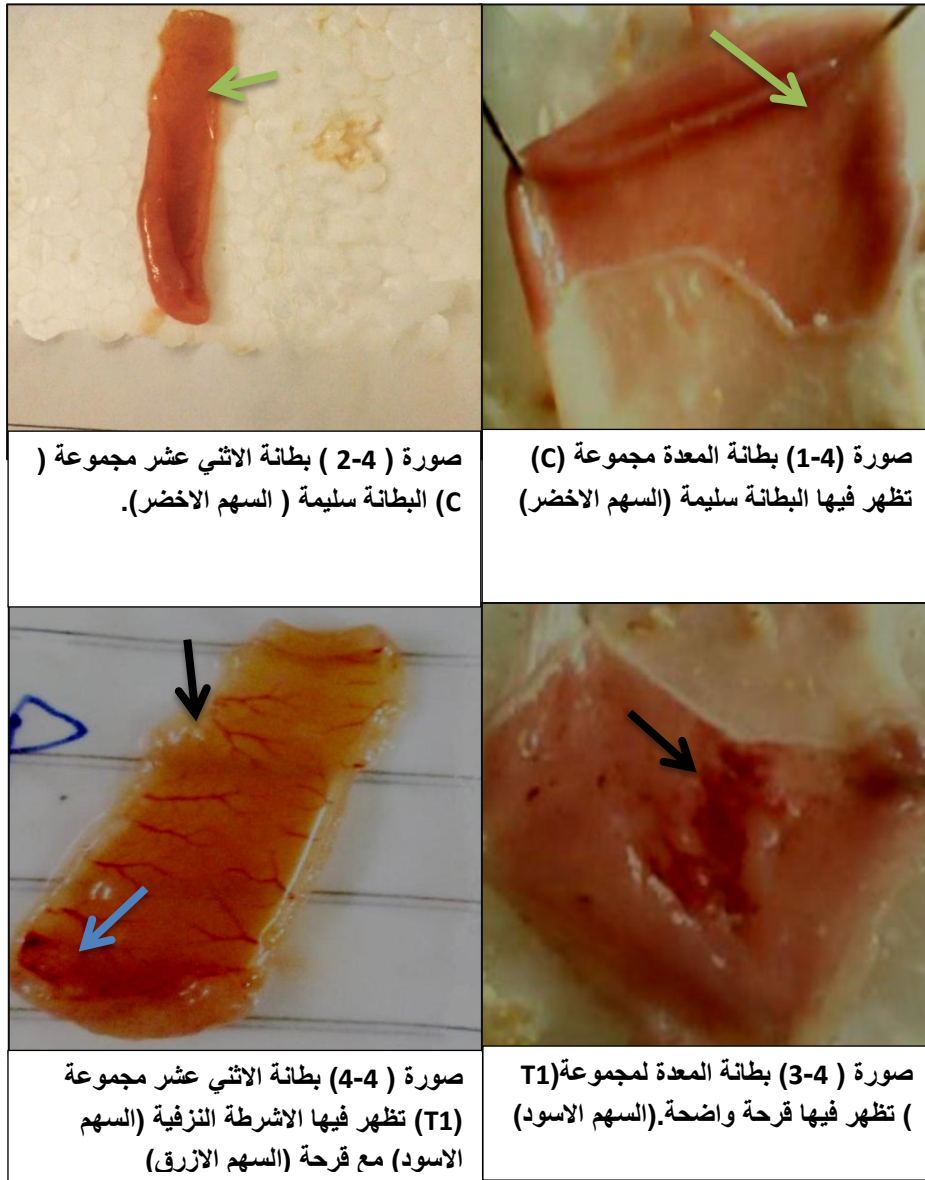 صورة (4-1) بطانة المعدة مجموعة (C)
تظهر فيها البطانة سليمة (السهم الاخضر)
صورة ( 4-2 ) بطانة الاثني عشر مجموعة (
C) البطانة سليمة ( السهم الاخضر).
صورة ( 4-3) بطانة المعدة لمجموعة(T1
) تظهر فيها قرحة واضحة.(السهم الاسود)
صورة ( 4-4) بطانة الاثني عشر مجموعة
(T1) تظهر فيها الاشرطة النزفية (السهم
الاسود) مع قرحة (السهم الازرق)